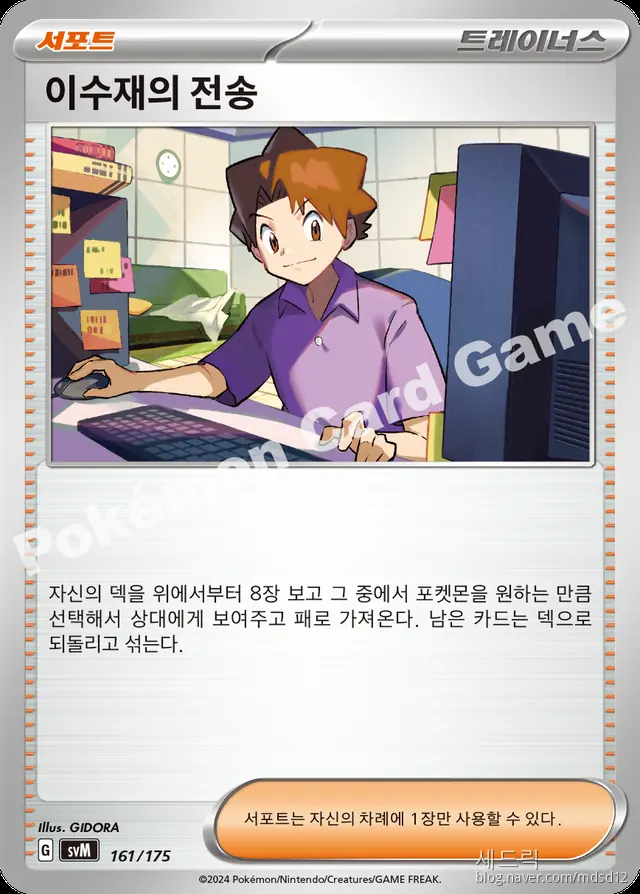 서포트
트레이너스
이수재의 전송
Pokémon Card Game
자신의 덱을 위에서부터 8장 보고 그 중에서 포켓몬을 원하는 만큼
선택해서 상대에게 보여주고 패로 가져온다. 남은 카드는 덱으로
되돌리고 섞는다.
서포트는 자신의 차례에 1장만 사용할 수 있다.
Illus. GIDORA
G svM 161/175
©2024 Pokémon/Nintendo/Creatures/GAME FREAK.
세드릭
blog.naver.com/mdsd12